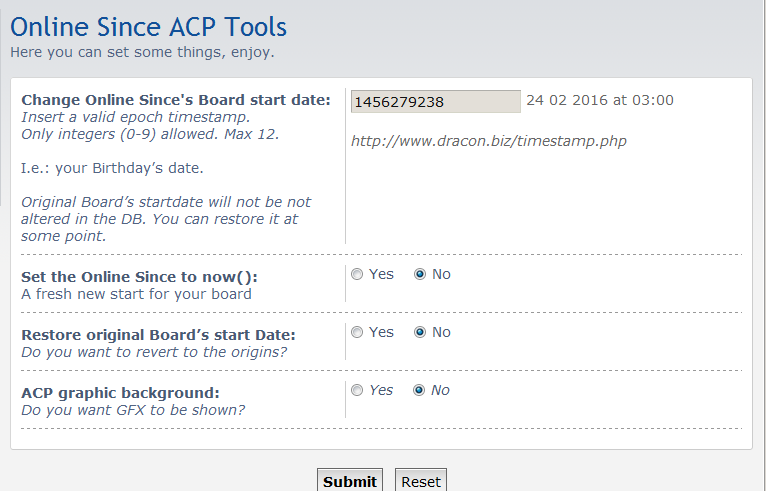 Online Since ACP Tools
Here you can set some things, enjoy.
Change Online Since's Board start date:
Insert a valid epoch timestamp.
Only integers (0-9) allowed. Max 12.
I.e.: your Birthday’s date.
Original Board’s startdate will not be not
altered in the DB. You can restore it at
some point.
1456279238 24 02 2016 at 03:00
http://www.dracon.biz/timestamp.php
Set the Online Since to now():
A fresh new start for your board
Yes No
Restore original Board’s start Date:
Do you want to revert to the origins?
Yes No
ACP graphic background:
Do you want GFX to be shown?
Yes No
Submit Reset